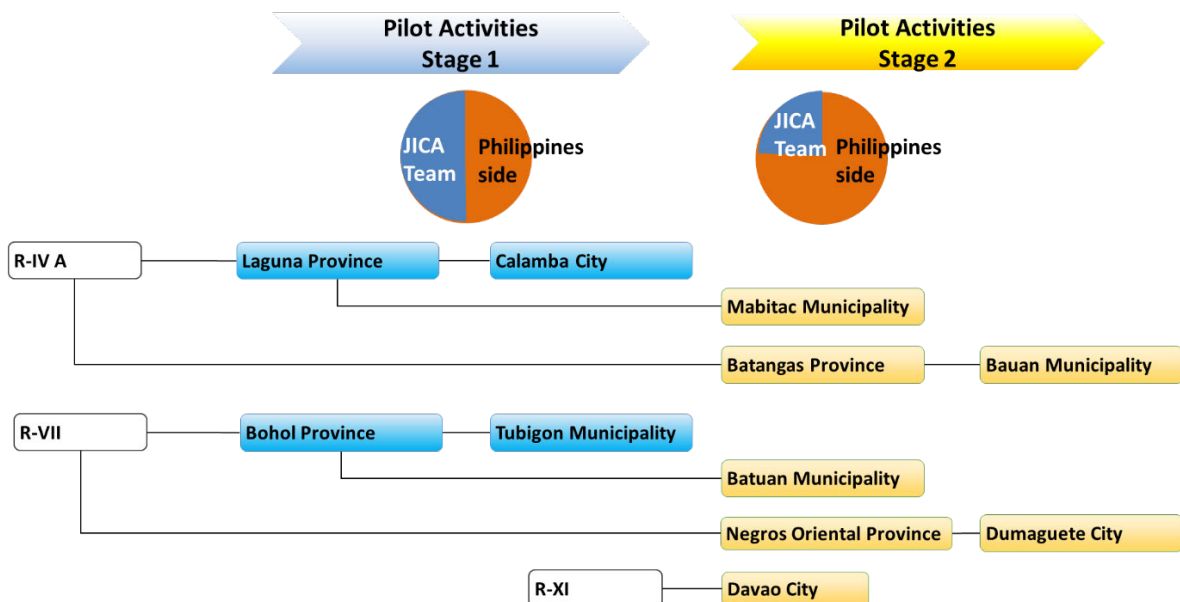 Pilot Activities
Stage 1
Pilot Activities
Stage 2
JICA
Team
Philippines
side
JICA
Team
Philippines
side
R-IV A
Laguna Province
Calamba City
Mabitac Municipality
Batangas Province
Bauan Municipality
R-VII
Bohol Province
Tubigon Municipality
Batuan Municipality
Negros Oriental Province
Dumaguete City
R-XI
Davao City